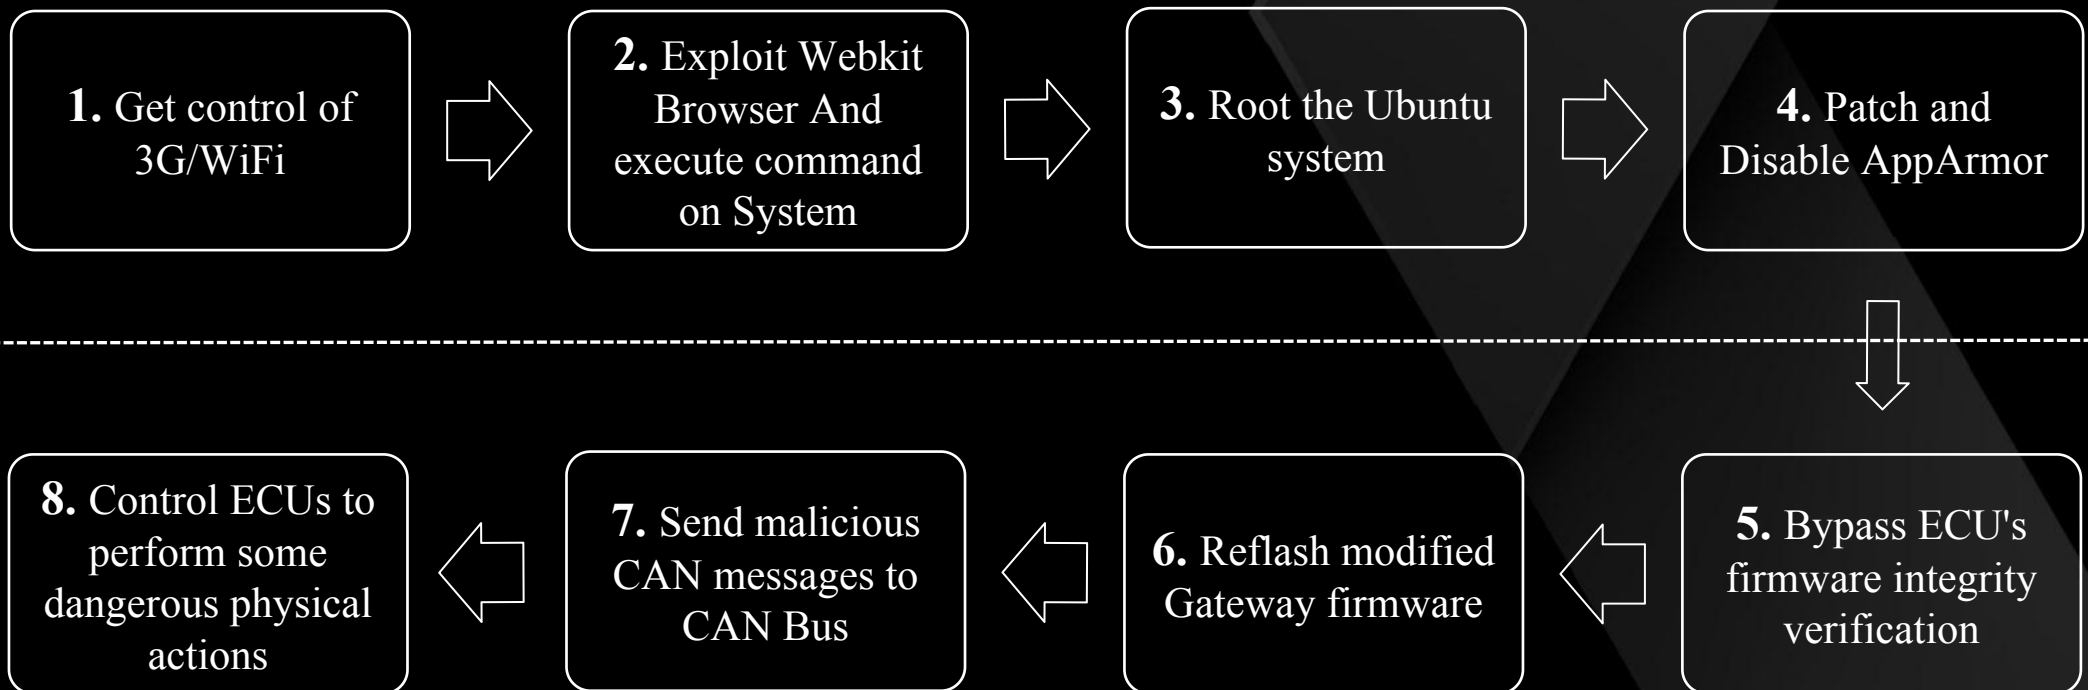 1. Get control of
3G/WiFi
2. Exploit Webkit
Browser And
execute command
on System
3. Root the Ubuntu
system
4. Patch and
Disable AppArmor
5. Bypass ECU's
firmware integrity
verification
6. Reflash modified
Gateway firmware
7. Send malicious
CAN messages to
CAN Bus
8. Control ECUs to
perform some
dangerous physical
actions